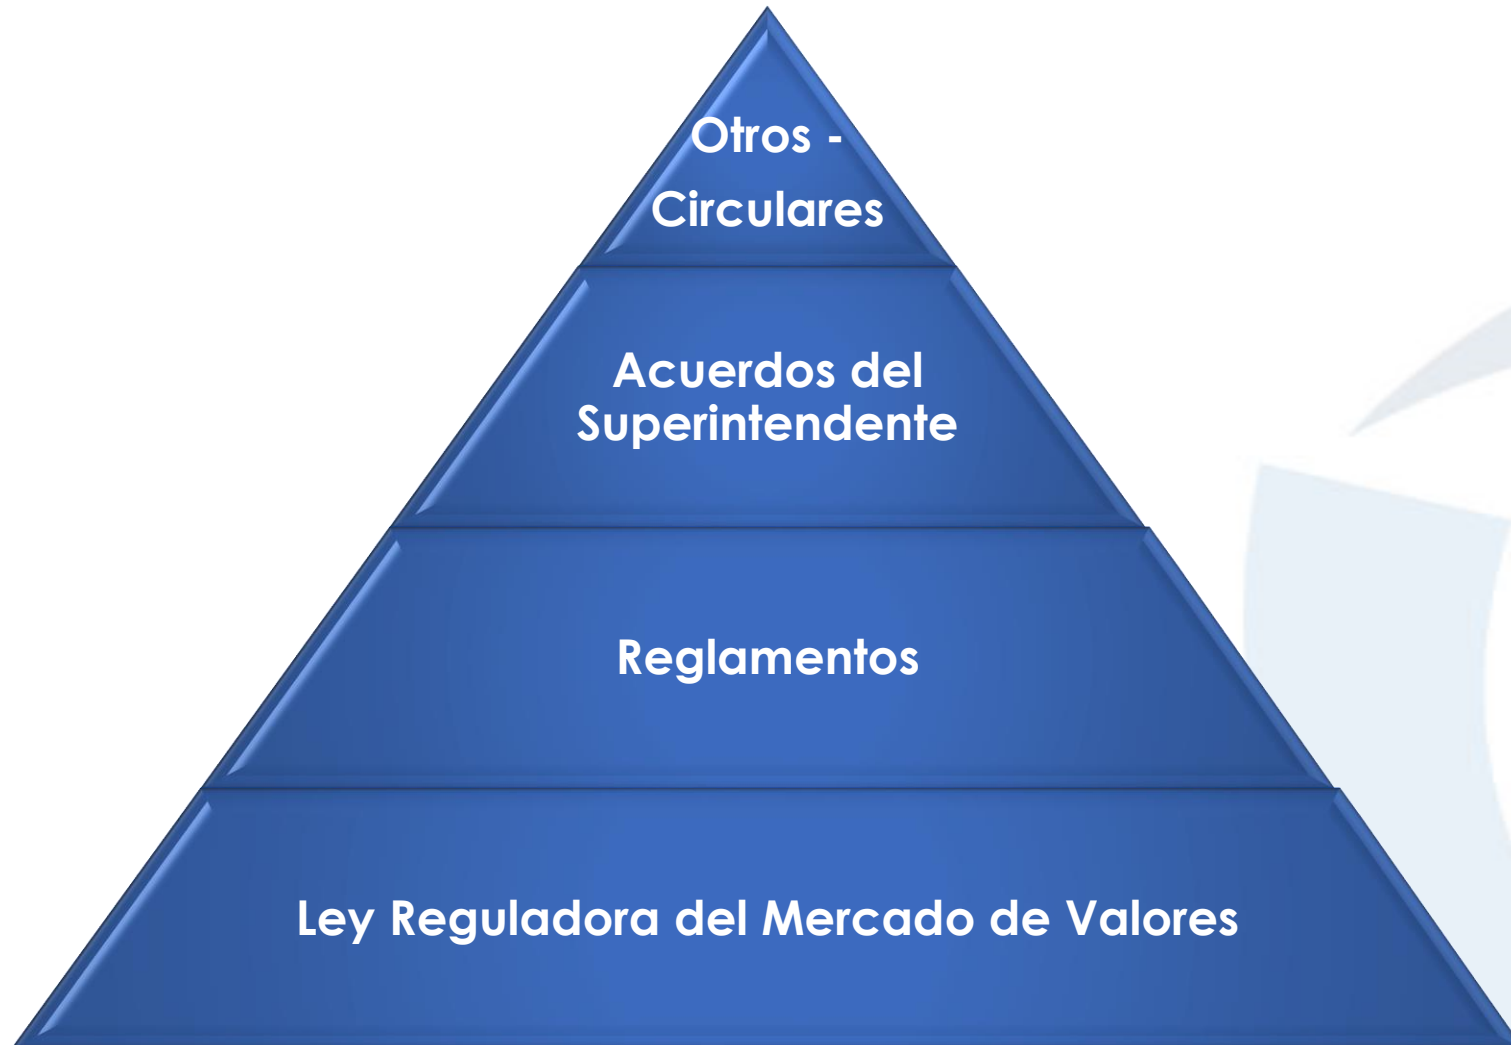 Otros -
Circulares
Acuerdos del
Superintendente
Reglamentos
Ley Reguladora del Mercado de Valores